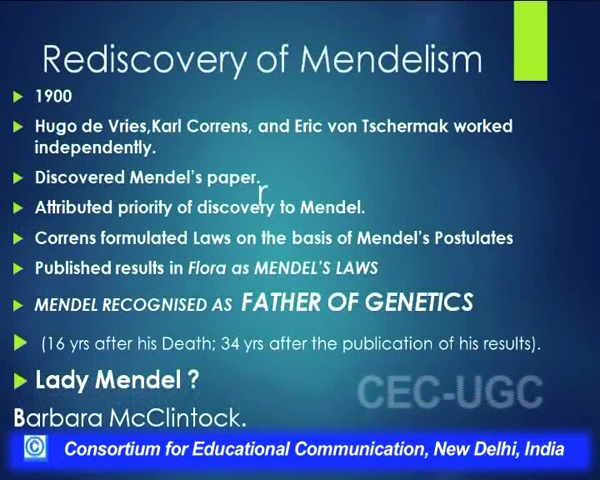 Rediscovery of Mendelism
1900
Hugo de Vries,Karl Correns, and Eric von Tschermak worked
independently.
Discovered Mendel's paper.
r
Attributed priority of discovery to Mendel.
Correns formulated Laws on the basis of Mendel's Postulates
Published results in Flora as MENDEL'S LAWS
MENDEL RECOGNISED AS FATHER OF GENETICS
(16 yrs after his Death; 34 yrs after the publication of his results).
Lady Mendel ?
CEC-UGC
Barbara McClintock.
© Consortium for Educational Communication, New Delhi, India